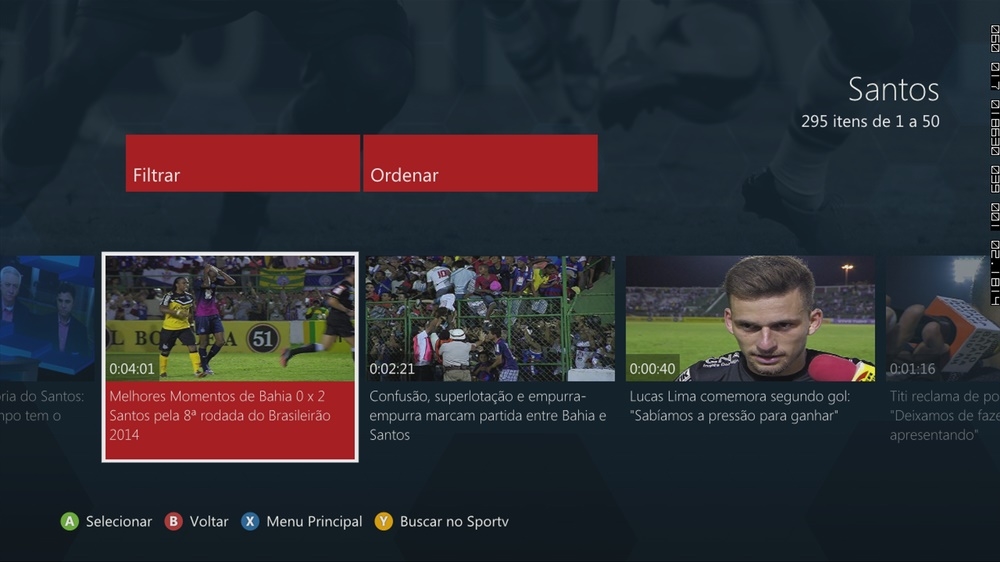 Santos
295 itens de 1 a 50
Filtrar
Ordenar
ria do Santos:
npo tem o
51
0:04:01
Melhores Momentos de Bahia 0 x 2
Santos pela 8ª rodada do Brasileirão
2014
0:02:21
Confusão, superlotação e empurra-
empurra marcam partida entre Bahia e
Santos
0:00:40
Lucas Lima comemora segundo gol:
"Sabíamos a pressão para ganhar"
0:01:16
Titi reclama de po
"Deixamos de faze
apresentando"
A Selecionar B Voltar X Menu Principal Y Buscar no Sportv